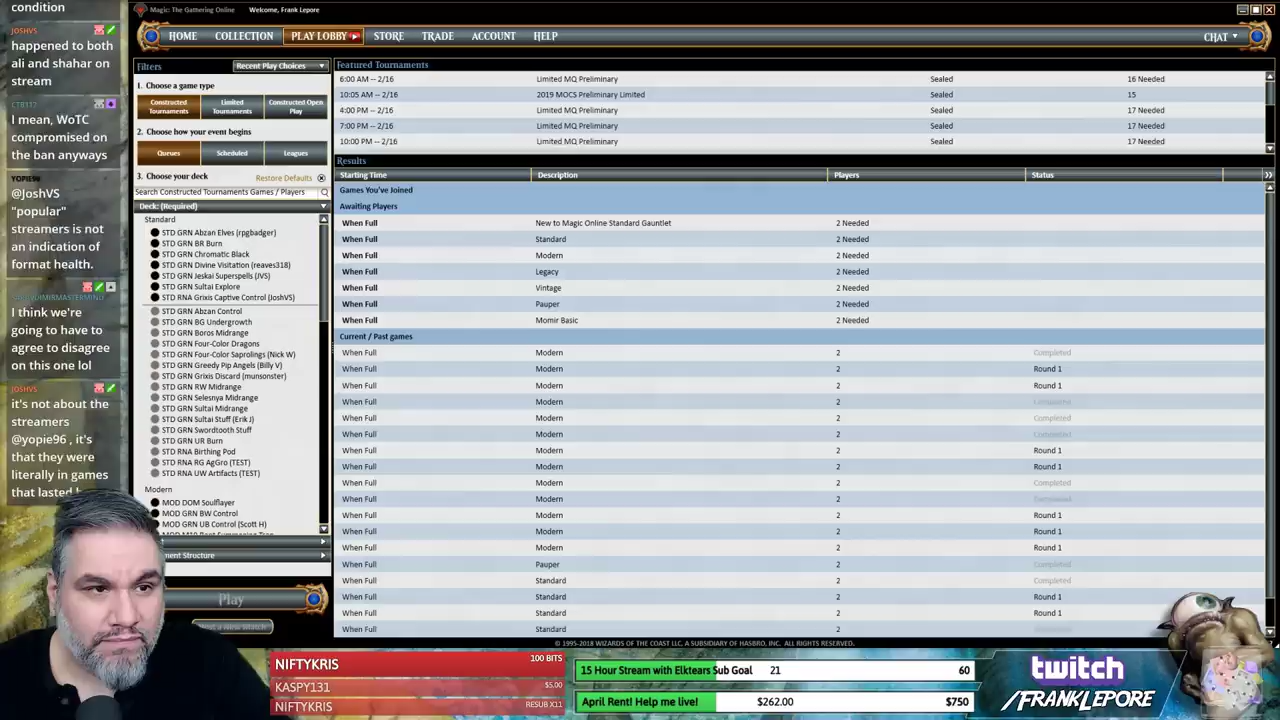 condition
JOSHVS
happened to both
ali and shahar on
stream
CTB117
I mean, WoTC
compromised on
the ban anyways
YOPIE96
@JoshVS
"popular"
streamers is not an
indication of
format health.
I think we're
going to have to
agree to disagree
on this one lol
JOSHVS
it's not about the
streamers
@yopie96, it's
that they were
literally in games
that lasted
Magic: The Gathering Online Welcome, Frank Lepore
HOME COLLECTION PLAY LOBBY STORE TRADE ACCOUNT HELP CHAT
Filters Recent Play Choices
1. Choose a game type
Constructed Tournaments
Limited Tournaments
Constructed Open Play
2. Choose how your event begins
Queues Scheduled Leagues
3. Choose your deck Restore Defaults
Search Constructed Tournaments Games / Players
Deck: (Required)
Standard
STD GRN Abzan Elves (rpgbadger)
STD GRN BR Burn
STD GRN Chromatic Black
STD GRN Divine Visitation (reaves318)
STD GRN Jeskai Superspells (JVS)
STD GRN Sultai Explore
STD RNA Grixis Captive Control (JoshVS)
STD GRN Abzan Control
STD GRN BG Undergrowth
STD GRN Boros Midrange
STD GRN Four-Color Dragons
STD GRN Four-Color Saprolings (Nick W)
STD GRN Greedy Pip Angels (Billy V)
STD GRN Grixis Discard (munsonster)
STD GRN RW Midrange
STD GRN Selesnya Midrange
STD GRN Sultai Midrange
STD GRN Sultai Stuff (Erik J)
STD GRN Swordtooth Stuff
STD GRN UR Burn
STD RNA Birthing Pod
STD RNA RG AgGro (TEST)
STD RNA UW Artifacts (TEST)
Modern
MOD DOM Soulflayer
MOD GRN BW Control
MOD GRN UB Control (Scott H)
ment Structure
Play
Featured Tournaments
6:00 AM -- 2/16 Limited MQ Preliminary Sealed 16 Needed
10:05 AM -- 2/16 2019 MOCS Preliminary Limited Sealed 15
4:00 PM -- 2/16 Limited MQ Preliminary Sealed 17 Needed
7:00 PM -- 2/16 Limited MQ Preliminary Sealed 17 Needed
10:00 PM -- 2/16 Limited MQ Preliminary Sealed 17 Needed
Results
Starting Time Description Players Status
Games You've Joined
Awaiting Players
When Full New to Magic Online Standard Gauntlet 2 Needed
When Full Standard 2 Needed
When Full Modern 2 Needed
When Full Legacy 2 Needed
When Full Vintage 2 Needed
When Full Pauper 2 Needed
When Full Momir Basic 2 Needed
Current / Past games
When Full Modern 2 Completed
When Full Modern 2 Round 1
When Full Modern 2 Round 1
When Full Modern 2 Completed
When Full Modern 2 Completed
When Full Modern 2 Completed
When Full Modern 2 Round 1
When Full Modern 2 Round 1
When Full Modern 2 Completed
When Full Modern 2 Completed
When Full Modern 2 Round 1
When Full Modern 2 Round 1
When Full Modern 2 Round 1
When Full Pauper 2 Completed
When Full Standard 2 Completed
When Full Standard 2 Round 1
When Full Standard 2 Round 1
When Full Standard 2
© 1995-2018 WIZARDS OF THE COAST LLC, A SUBSIDIARY OF HASBRO, INC. ALL RIGHTS RESERVED.
NIFTYKRIS 100 BITS
KASPY131 $5.00
NIFTYKRIS RESUB X11
15 Hour Stream with Elktears Sub Goal 21 60
April Rent! Help me live! $262.00 $750
twitch
/FRANKLEPORE